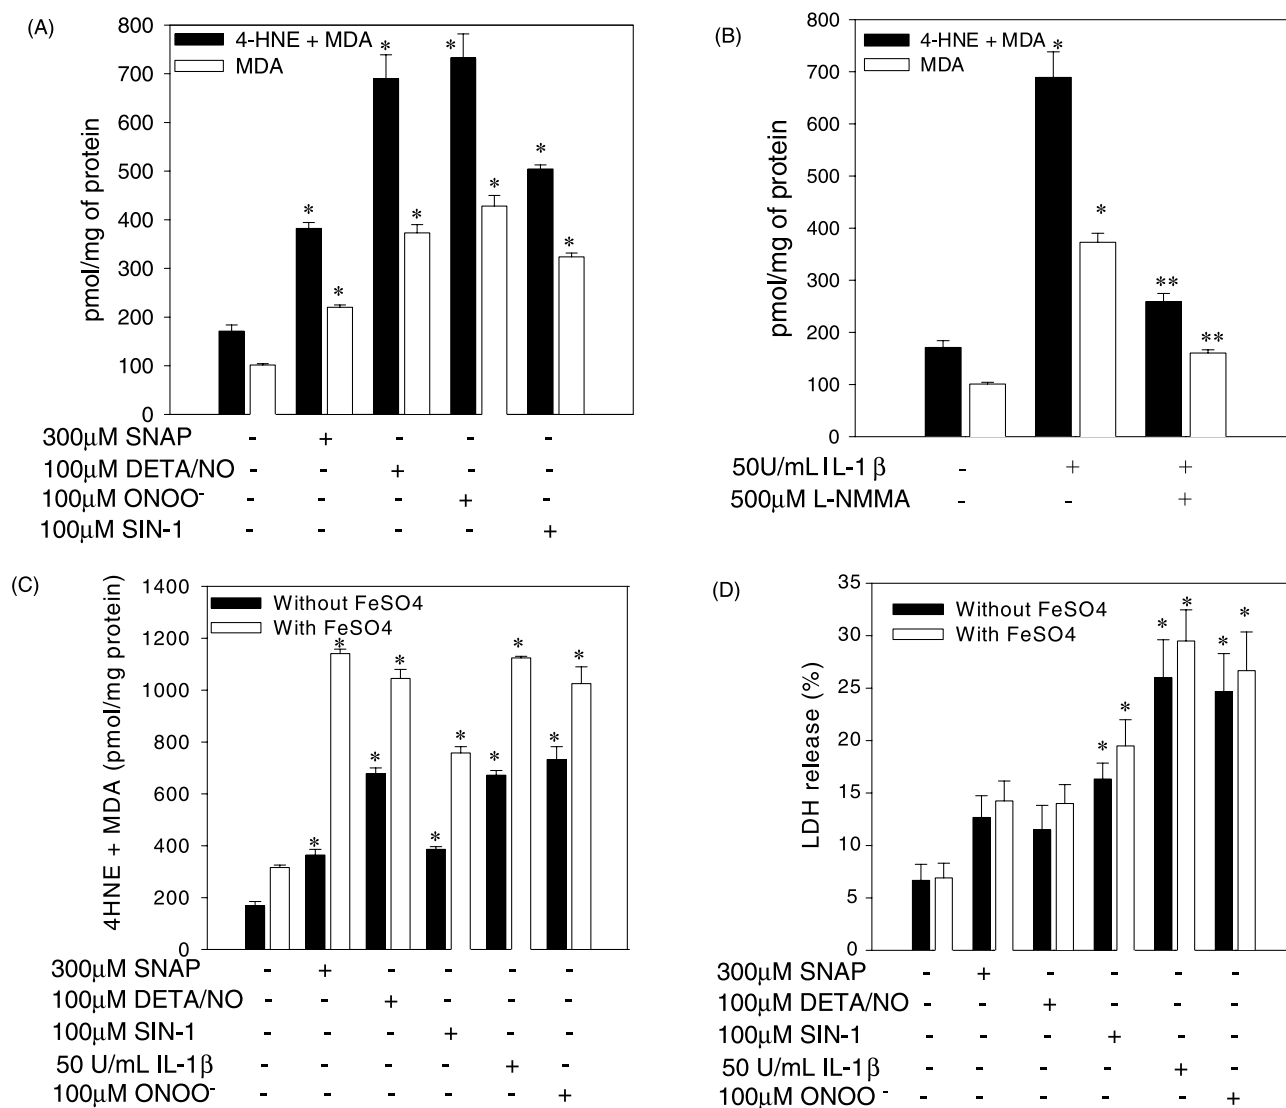 (A)
800
700
600
500
400
300
200
100
0
pmol/mg of protein
4-HNE + MDA
MDA
* * * * * * * *
300μM SNAP - + - - -
100μM DETA/NO - - + - -
100μM ONOO⁻ - - - + -
100μM SIN-1 - - - - +
(B)
800
700
600
500
400
300
200
100
0
pmol/mg of protein
4-HNE + MDA
MDA
* * ** **
50U/mLIL-1β - + +
500μM L-NMMA - - +
(C)
1400
1200
1000
800
600
400
200
0
4HNE + MDA (pmol/mg protein)
Without FeSO4
With FeSO4
* * * * * * * * * *
300μM SNAP - + - - - -
100μM DETA/NO - - + - - -
100μM SIN-1 - - - + - -
50 U/mL IL-1β - - - - + -
100μM ONOO⁻ - - - - - +
(D)
35
30
25
20
15
10
5
0
LDH release (%)
Without FeSO4
With FeSO4
* * * * * *
300μM SNAP - + - - - -
100μM DETA/NO - - + - - -
100μM SIN-1 - - - + - -
50 U/mL IL-1β - - - - + -
100μM ONOO⁻ - - - - - +